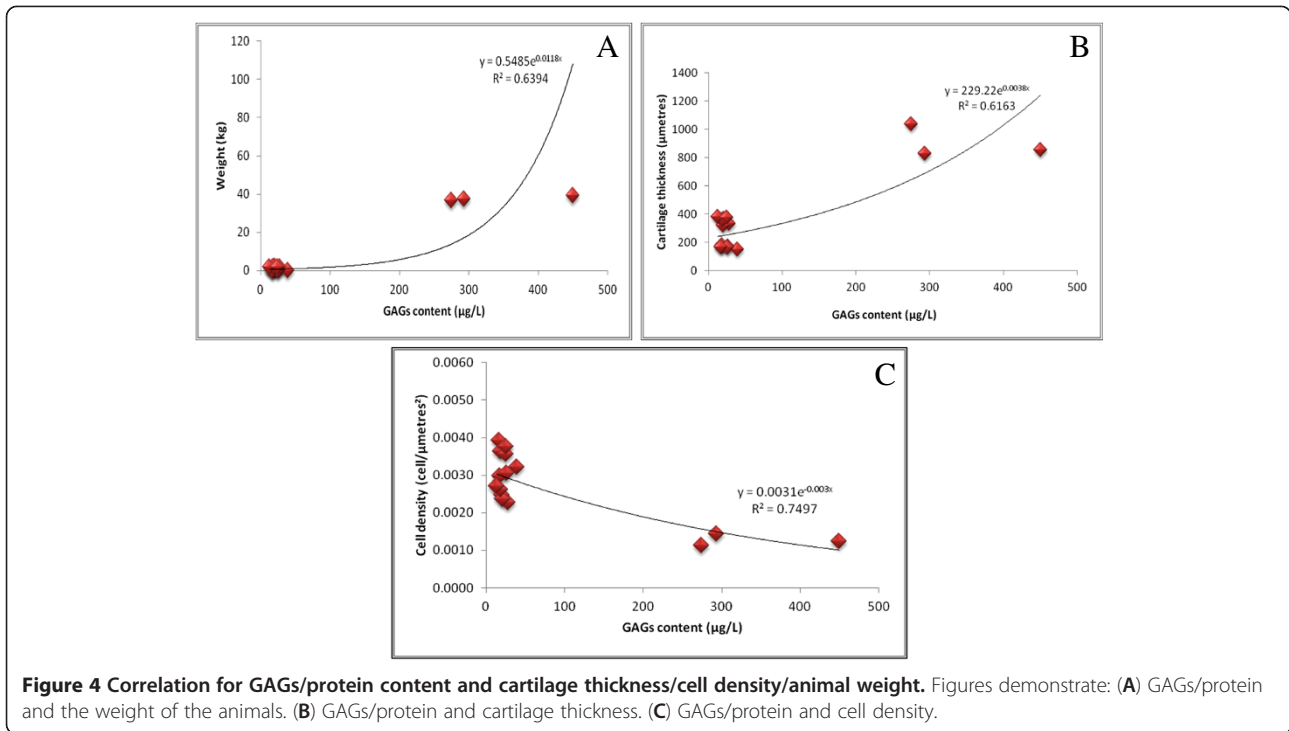 A
y = 0.5485e^0.0118x
R² = 0.6394
120
100
80
60
40
20
0
Weight (kg)
0 100 200 300 400 500
GAGs content (µg/L)
B
y = 229.22e^0.0038x
R² = 0.6163
1400
1200
1000
800
600
400
200
0
Cartilage thickness (µmetres)
0 100 200 300 400 500
GAGs content (µg/L)
C
y = 0.0031e^-0.003x
R² = 0.7497
0.0060
0.0050
0.0040
0.0030
0.0020
0.0010
0.0000
Cell density (cell/µmetres²)
0 100 200 300 400 500
GAGs content (µg/L)
Figure 4 Correlation for GAGs/protein content and cartilage thickness/cell density/animal weight. Figures demonstrate: (A) GAGs/protein
and the weight of the animals. (B) GAGs/protein and cartilage thickness. (C) GAGs/protein and cell density.